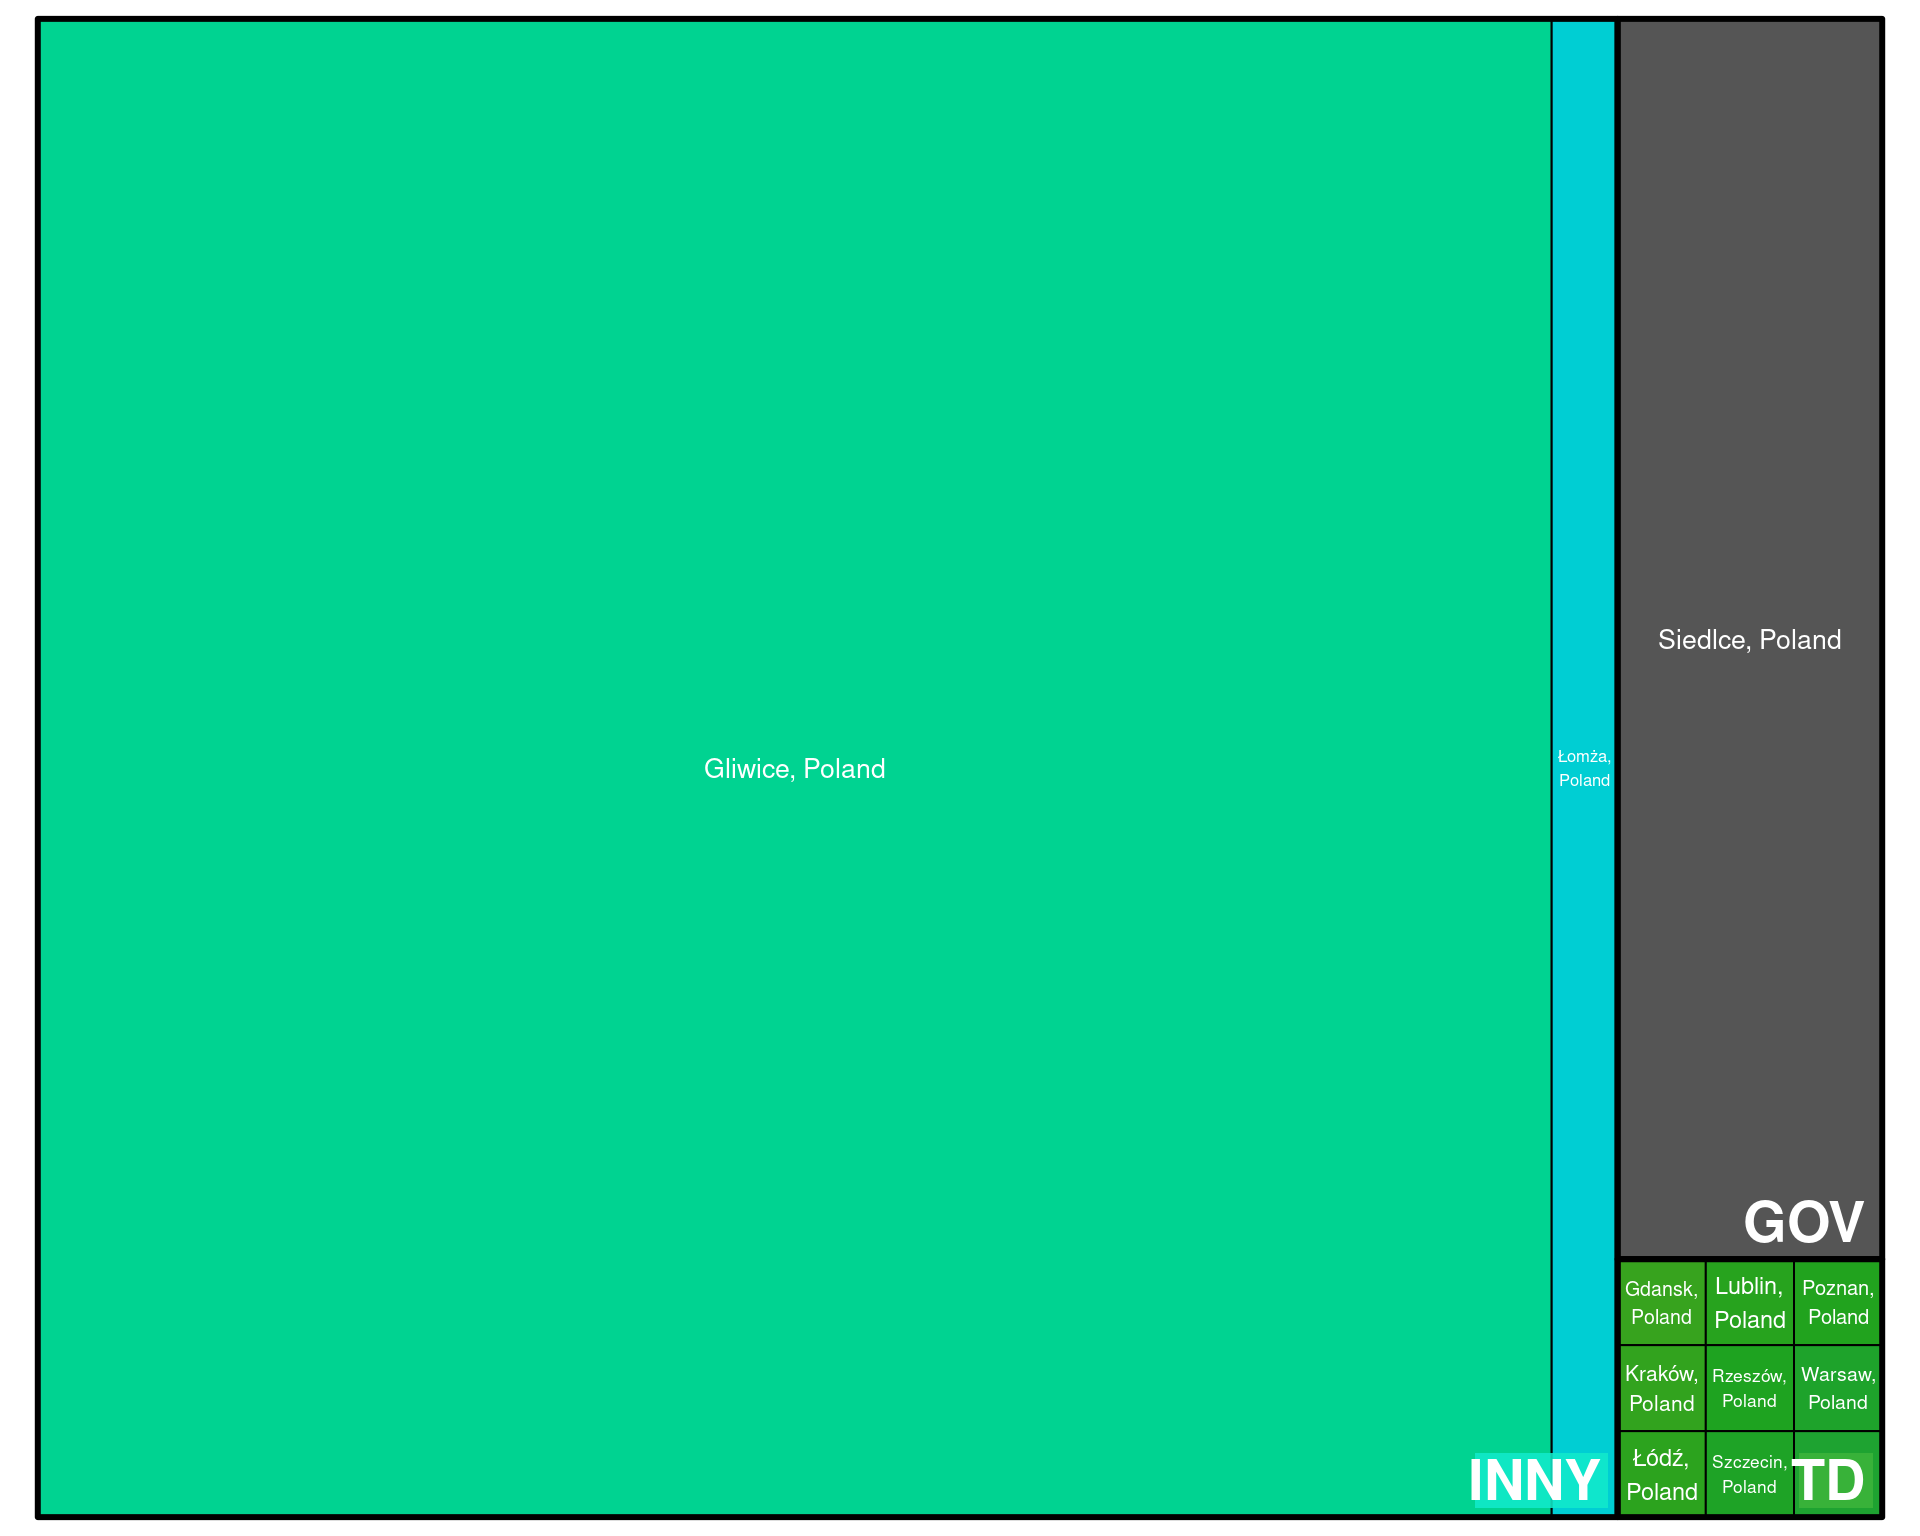 Gliwice, Poland
Łomża,
Poland
INNY
Siedlce, Poland
GOV
Gdansk,
Poland
Lublin,
Poland
Poznan,
Poland
Kraków,
Poland
Rzeszów,
Poland
Warsaw,
Poland
Łódź,
Poland
Szczecin,
Poland
TD